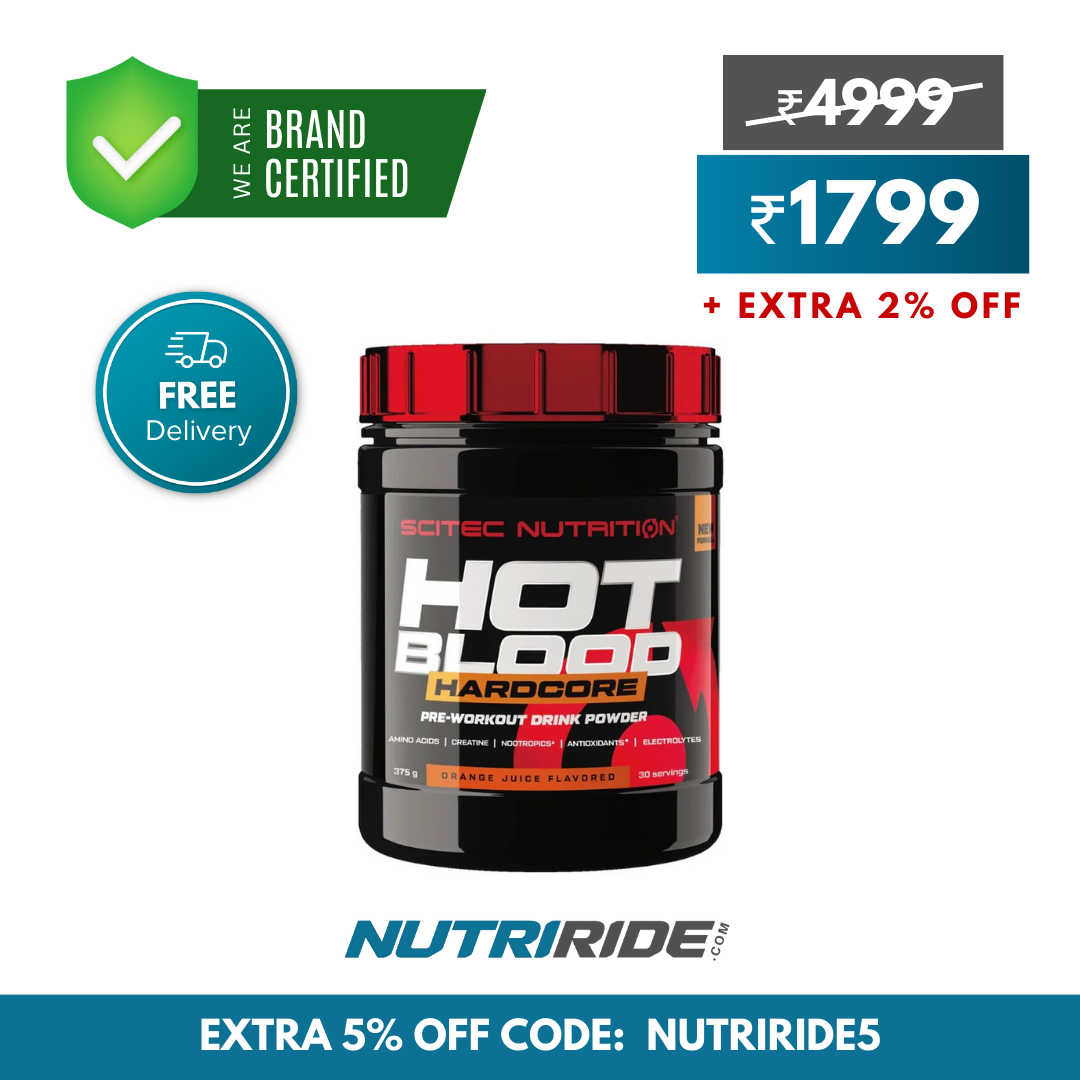 WE ARE
BRAND
CERTIFIED
₹4999
₹1799
+ EXTRA 2% OFF
FREE
Delivery
SCITEC NUTRITION®
NEW
FORMULA
HOT
BLOOD
HARDCORE
PRE-WORKOUT DRINK POWDER
AMINO ACIDS | CREATINE | NOOTROPICS* | ANTIOXIDANTS* | ELECTROLYTES
375 g
ORANGE JUICE FLAVORED
30 servings
NUTRIRIDE.COM
EXTRA 5% OFF CODE: NUTRIRIDE5